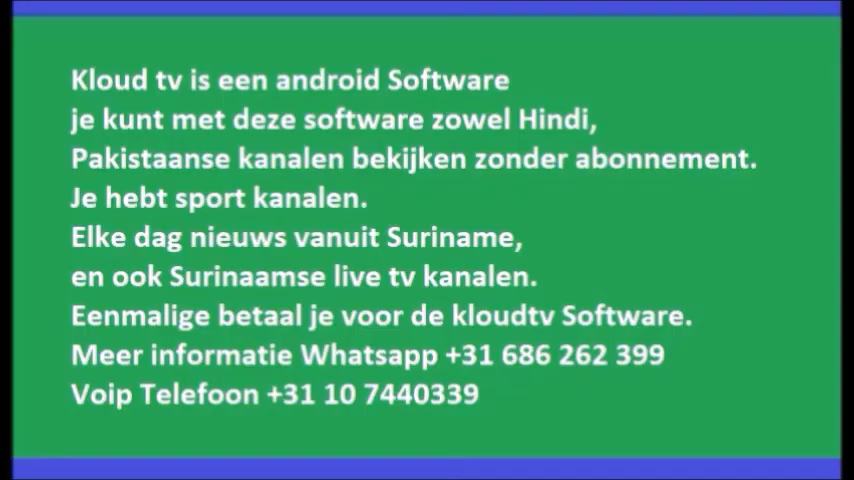 Kloud tv is een android Software
je kunt met deze software zowel Hindi,
Pakistaanse kanalen bekijken zonder abonnement.
Je hebt sport kanalen.
Elke dag nieuws vanuit Suriname,
en ook Surinaamse live tv kanalen.
Eenmalige betaal je voor de kloudtv Software.
Meer informatie Whatsapp +31 686 262 399
Voip Telefoon +31 10 7440339